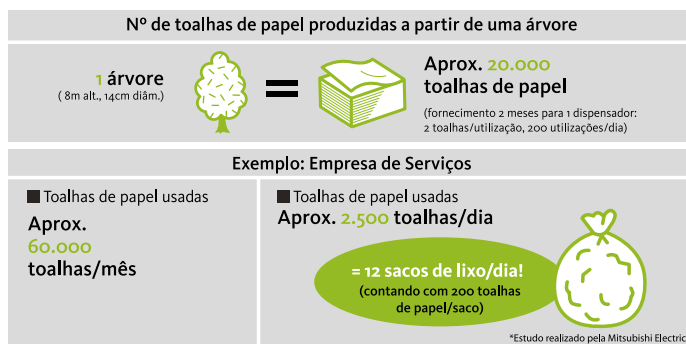 Nº de toalhas de papel produzidas a partir de uma árvore
1 árvore
( 8m alt., 14cm diâm.)
=
Aprox. 20.000
toalhas de papel
(fornecimento 2 meses para 1 dispensador:
2 toalhas/utilização, 200 utilizações/dia)
Exemplo: Empresa de Serviços
Toalhas de papel usadas
Aprox.
60.000
toalhas/mês
Toalhas de papel usadas
Aprox. 2.500 toalhas/dia
= 12 sacos de lixo/dia!
(contando com 200 toalhas
de papel/saco)
*Estudo realizado pela Mitsubishi Electric